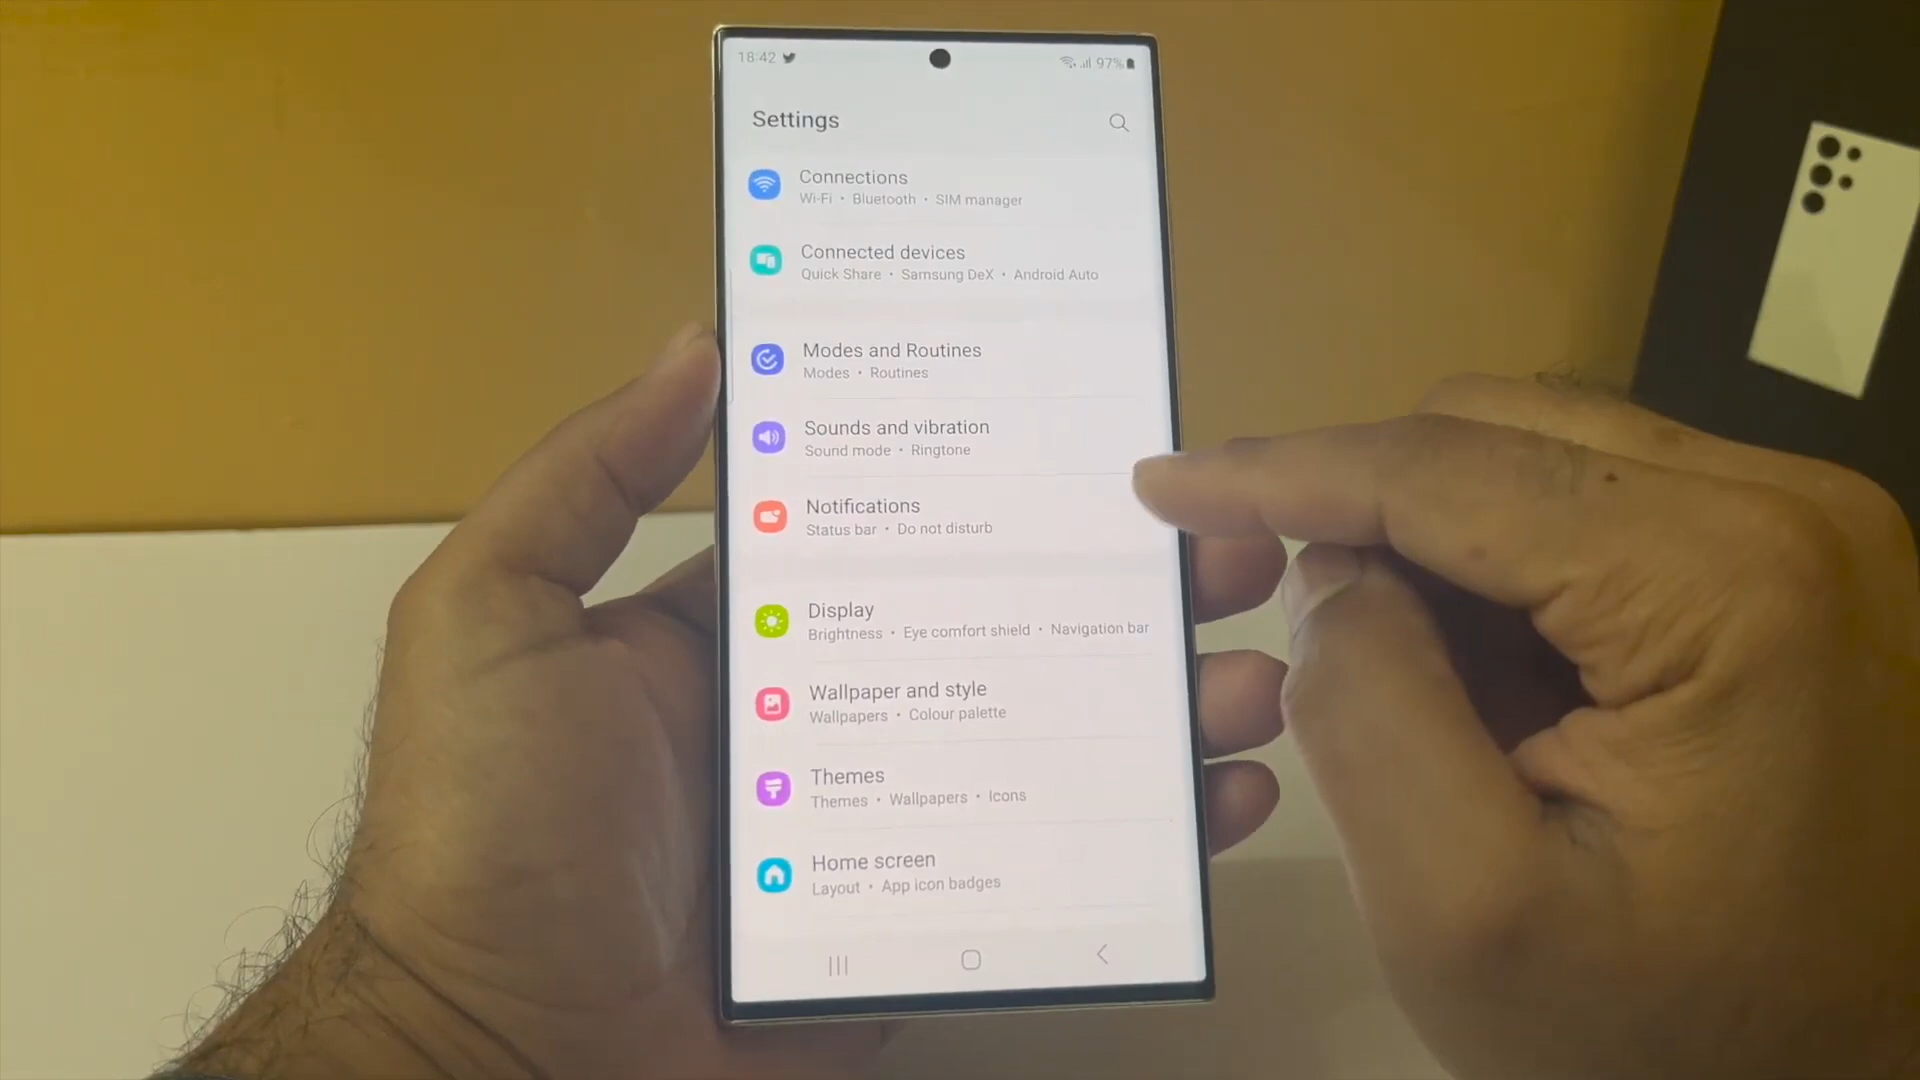 18:42
97%
Settings
Connections
Wi-Fi • Bluetooth • SIM manager
Connected devices
Quick Share • Samsung DeX • Android Auto
Modes and Routines
Modes • Routines
Sounds and vibration
Sound mode • Ringtone
Notifications
Status bar • Do not disturb
Display
Brightness • Eye comfort shield • Navigation bar
Wallpaper and style
Wallpapers • Colour palette
Themes
Themes • Wallpapers • Icons
Home screen
Layout • App icon badges